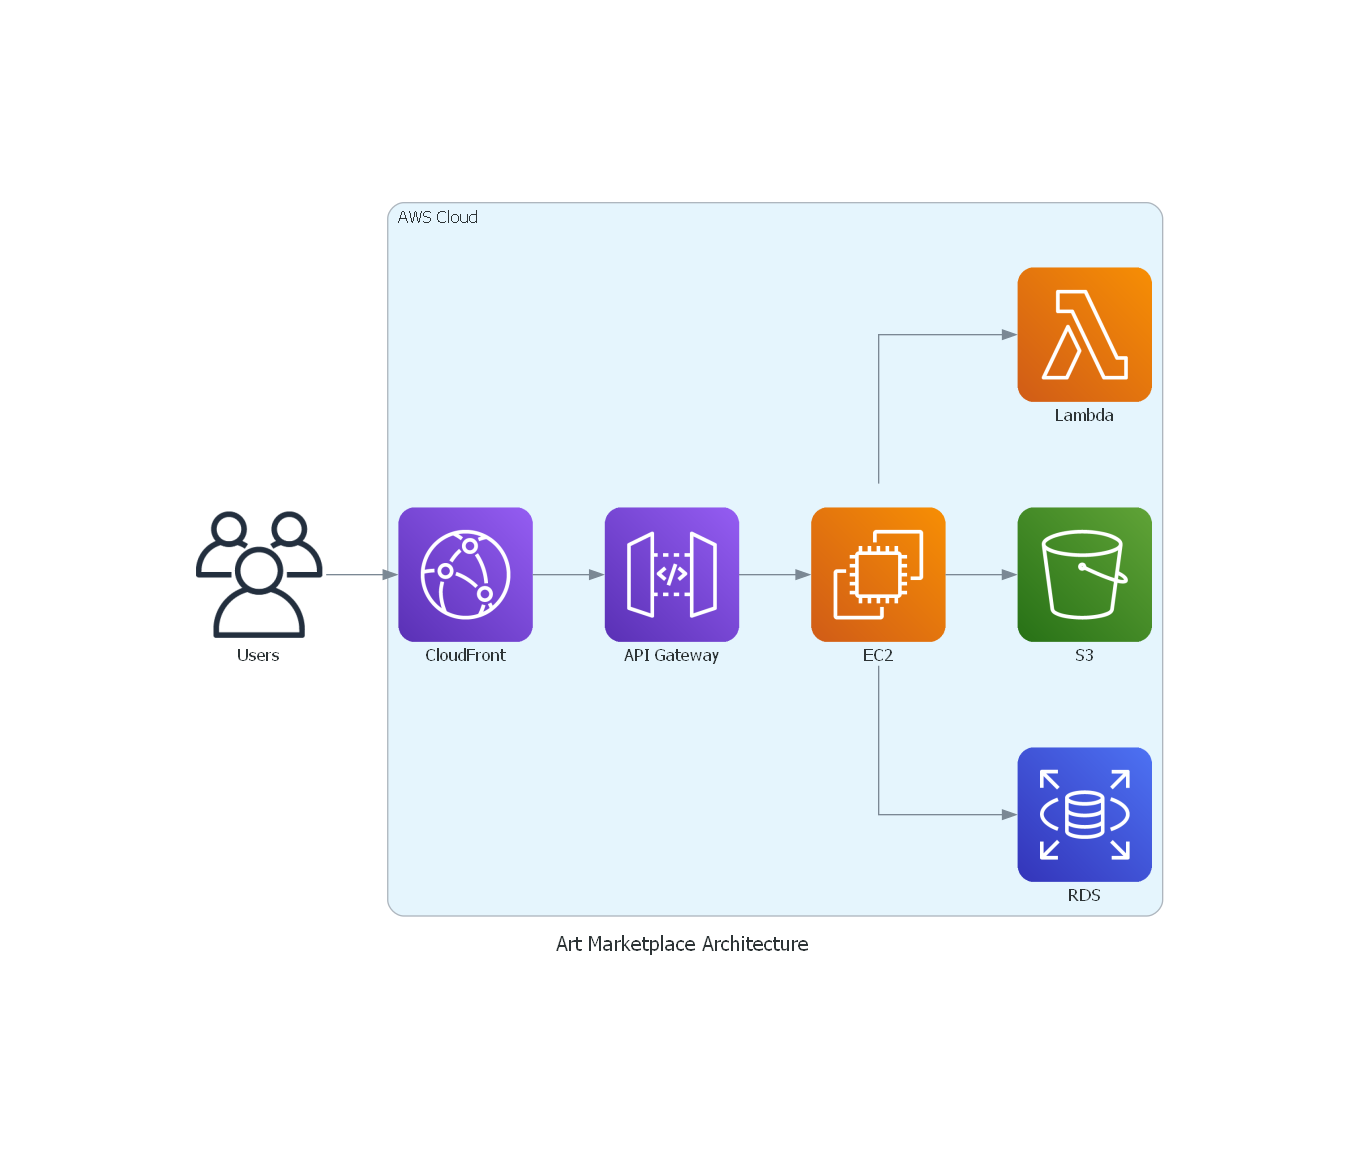 AWS Cloud
Lambda
Users
CloudFront
API Gateway
EC2
S3
RDS
Art Marketplace Architecture